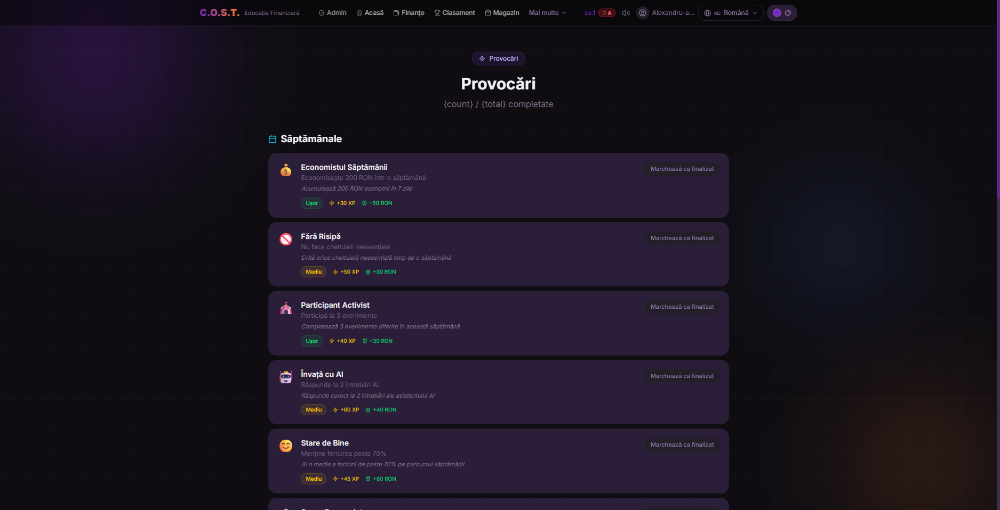 C.O.S.T. Educație Financiară Admin Acasă Finanțe Clasament Magazin Mai multe Lv.1 A Alexandru-a... RO Română
Provocări
Provocări
{count} / {total} completate
Săptămânale
Economistul Săptămânii
Marchează ca finalizat
Economisește 200 RON într-o săptămână
Acumulează 200 RON economii în 7 zile
Ușor +30 XP +50 RON
Fără Risipă
Marchează ca finalizat
Nu face cheltuieli neesențiale
Evită orice cheltuială neesențială timp de o săptămână
Mediu +50 XP +80 RON
Participant Activist
Marchează ca finalizat
Participă la 3 evenimente
Completează 3 evenimente diferite în această săptămână
Ușor +40 XP +30 RON
Învață cu AI
Marchează ca finalizat
Răspunde la 2 întrebări AI
Răspunde corect la 2 întrebări ale asistentului AI
Mediu +60 XP +40 RON
Stare de Bine
Marchează ca finalizat
Menține fericirea peste 70%
Ai o medie a fericirii de peste 70% pe parcursul săptămânii
Mediu +45 XP +60 RON